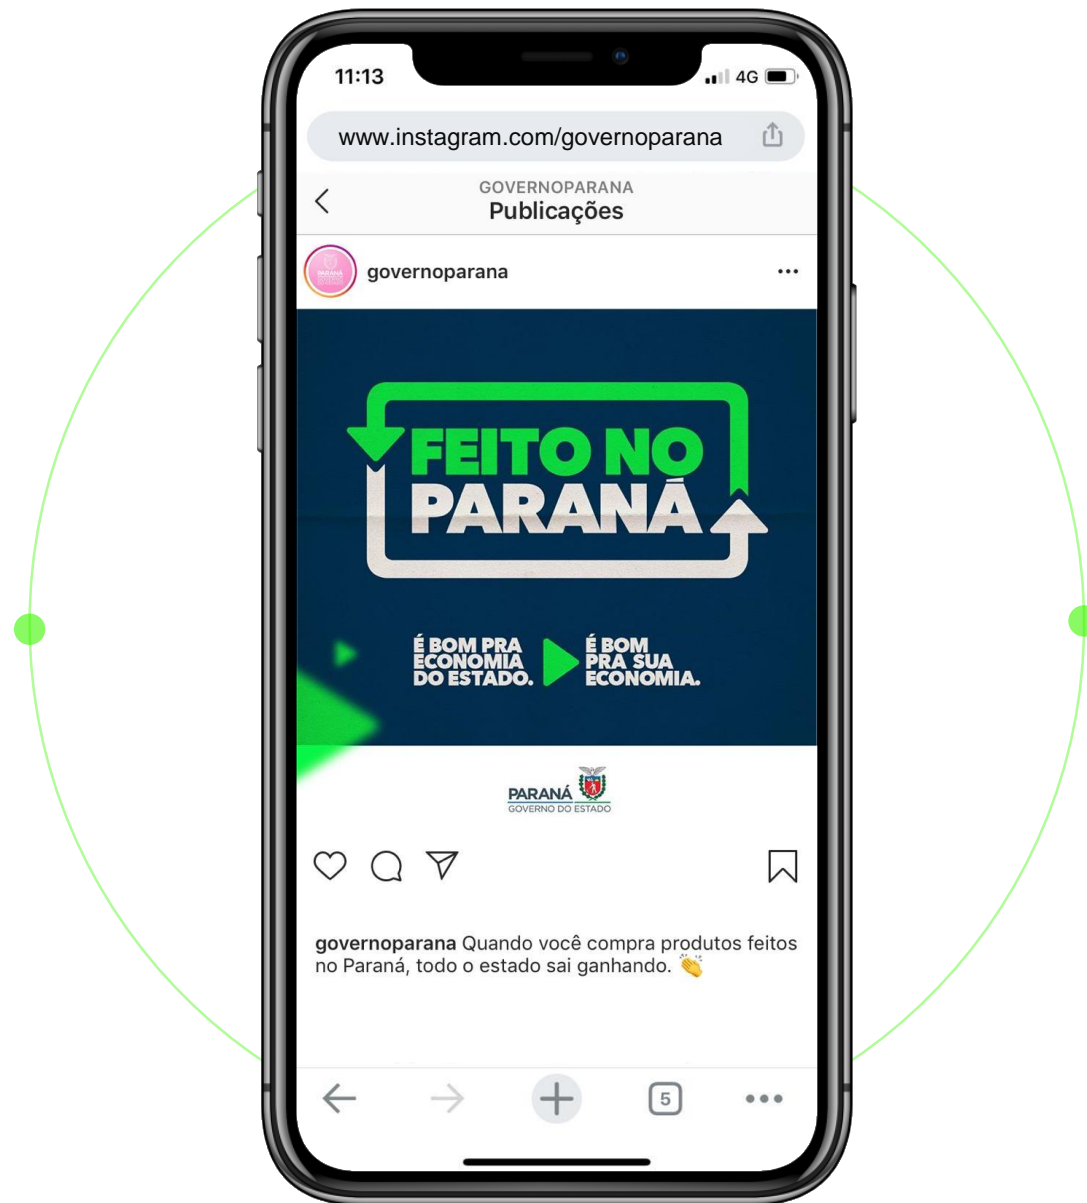 11:13
4G
www.instagram.com/governoparana
GOVERNOPARANA
Publicações
governoparana
FEITO NO
PARANÁ
É BOM PRA
ECONOMIA
DO ESTADO.
É BOM
PRA SUA
ECONOMIA.
PARANÁ
GOVERNO DO ESTADO
governoparana Quando você compra produtos feitos
no Paraná, todo o estado sai ganhando. 👏
5